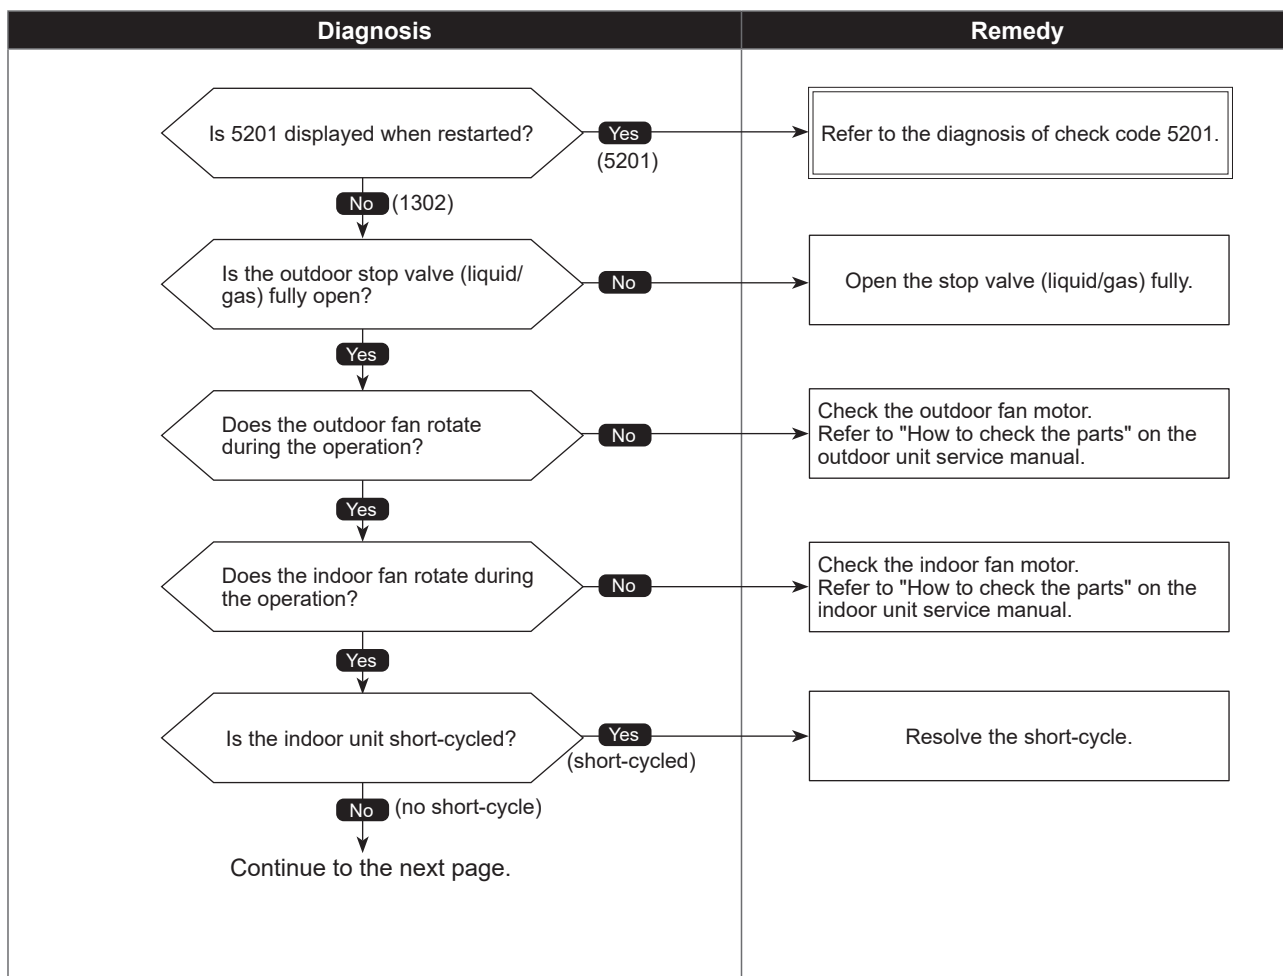 Diagnosis
Remedy
Is 5201 displayed when restarted?
Yes
(5201)
Refer to the diagnosis of check code 5201.
No
(1302)
Is the outdoor stop valve (liquid/
gas) fully open?
No
Open the stop valve (liquid/gas) fully.
Yes
Does the outdoor fan rotate
during the operation?
No
Check the outdoor fan motor.
Refer to "How to check the parts" on the
outdoor unit service manual.
Yes
Does the indoor fan rotate during
the operation?
No
Check the indoor fan motor.
Refer to "How to check the parts" on the
indoor unit service manual.
Yes
Is the indoor unit short-cycled?
Yes
(short-cycled)
Resolve the short-cycle.
No
(no short-cycle)
Continue to the next page.